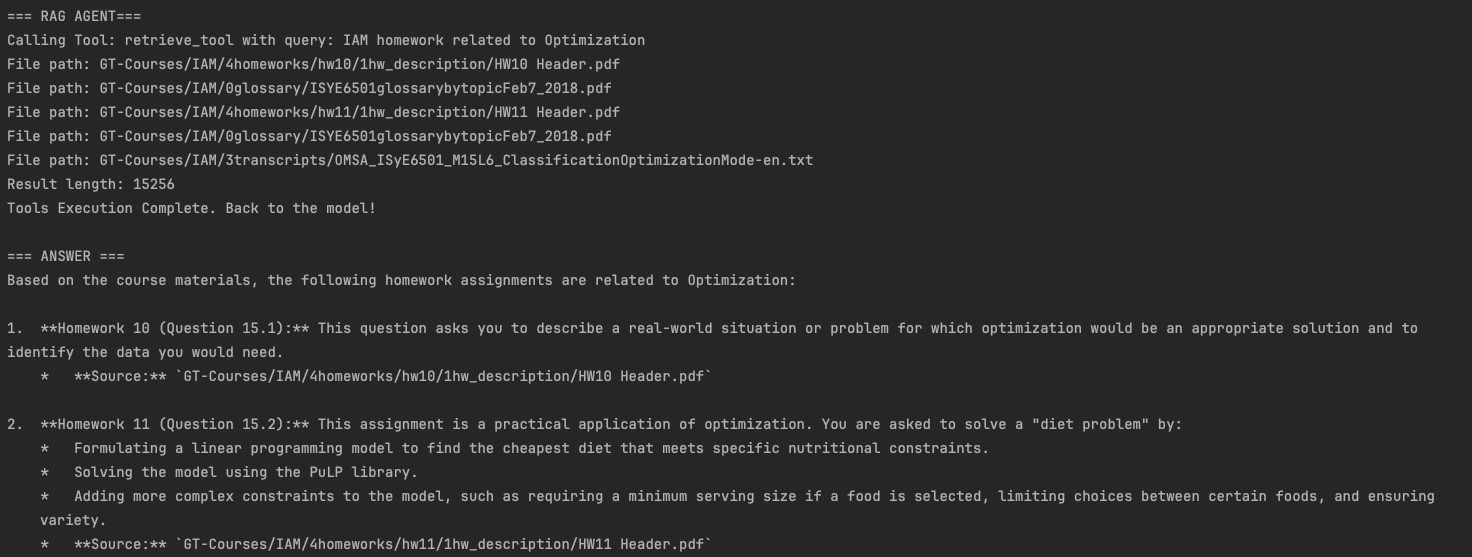 === RAG AGENT===
Calling Tool: retrieve_tool with query: IAM homework related to Optimization
File path: GT-Courses/IAM/4homeworks/hw10/1hw_description/HW10 Header.pdf
File path: GT-Courses/IAM/0glossary/ISYE6501glossarybytopicFeb7_2018.pdf
File path: GT-Courses/IAM/4homeworks/hw11/1hw_description/HW11 Header.pdf
File path: GT-Courses/IAM/0glossary/ISYE6501glossarybytopicFeb7_2018.pdf
File path: GT-Courses/IAM/3transcripts/OMSA_ISyE6501_M15L6_ClassificationOptimizationMode-en.txt
Result length: 15256
Tools Execution Complete. Back to the model!

=== ANSWER ===
Based on the course materials, the following homework assignments are related to Optimization:

1.  **Homework 10 (Question 15.1):** This question asks you to describe a real-world situation or problem for which optimization would be an appropriate solution and to
identify the data you would need.
    *   **Source:** `GT-Courses/IAM/4homeworks/hw10/1hw_description/HW10 Header.pdf`

2.  **Homework 11 (Question 15.2):** This assignment is a practical application of optimization. You are asked to solve a "diet problem" by:
    *   Formulating a linear programming model to find the cheapest diet that meets specific nutritional constraints.
    *   Solving the model using the PuLP library.
    *   Adding more complex constraints to the model, such as requiring a minimum serving size if a food is selected, limiting choices between certain foods, and ensuring
    variety.
    *   **Source:** `GT-Courses/IAM/4homeworks/hw11/1hw_description/HW11 Header.pdf`